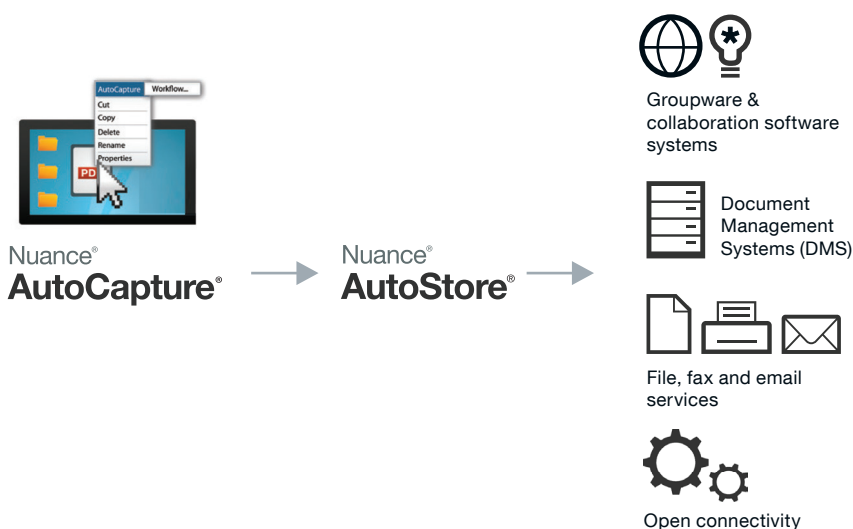 AutoCapture Workflow...
Cut
Copy
Delete
Rename
Properties
PD
Nuance®
AutoCapture®
Nuance®
AutoStore®
Groupware &
collaboration software
systems
Document
Management
Systems (DMS)
File, fax and email
services
Open connectivity